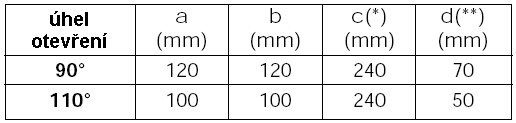 úhel otevření a (mm) b (mm) c(*) (mm) d(**) (mm)
90° 120 120 240 70
110° 100 100 240 50